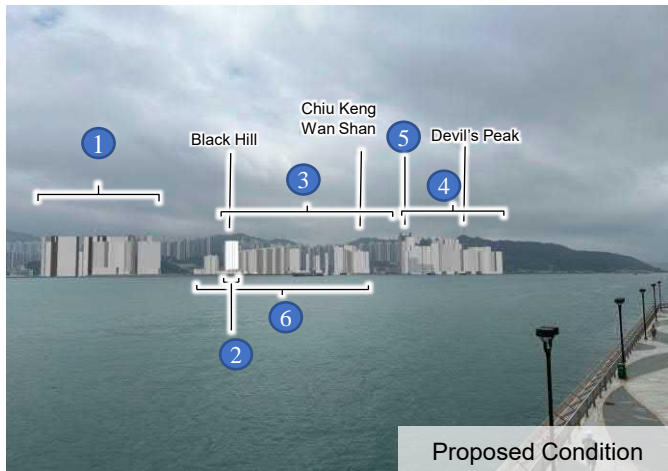 1
Black Hill
Chiu Keng
Wan Shan
3
5
Devil's Peak
4
2
6
Proposed Condition